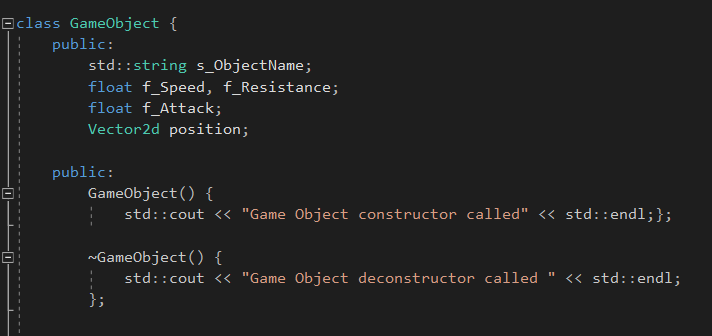 class GameObject {
public:
std::string s_ObjectName;
float f_Speed, f_Resistance;
float f_Attack;
Vector2d position;
public:
GameObject() {
std::cout << "Game Object constructor called" << std::endl;};
~GameObject() {
std::cout << "Game Object deconstructor called " << std::endl;
};